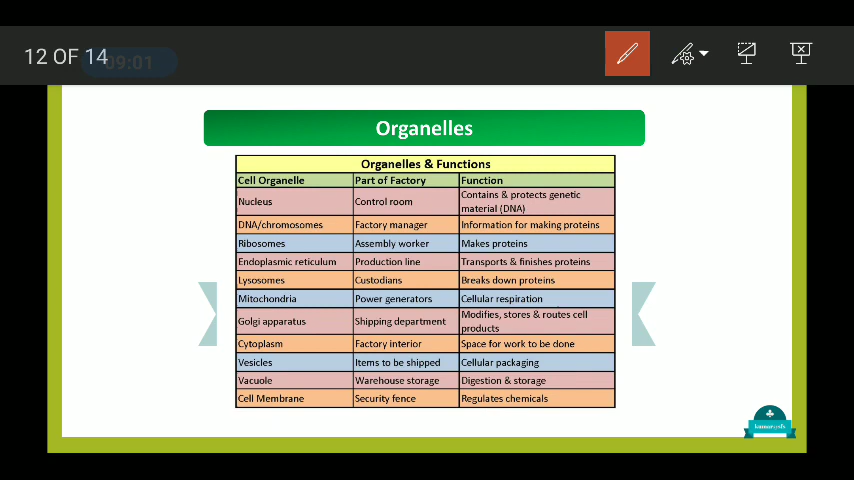 12 OF 14
09:01
Organelles
Organelles & Functions
Cell Organelle Part of Factory Function
Nucleus Control room Contains & protects genetic material (DNA)
DNA/chromosomes Factory manager Information for making proteins
Ribosomes Assembly worker Makes proteins
Endoplasmic reticulum Production line Transports & finishes proteins
Lysosomes Custodians Breaks down proteins
Mitochondria Power generators Cellular respiration
Golgi apparatus Shipping department Modifies, stores & routes cell products
Cytoplasm Factory interior Space for work to be done
Vesicles Items to be shipped Cellular packaging
Vacuole Warehouse storage Digestion & storage
Cell Membrane Security fence Regulates chemicals